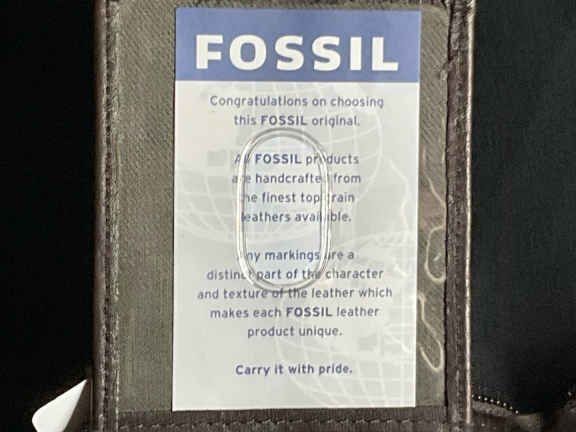 FOSSIL
Congratulations on choosing
this FOSSIL original.
All FOSSIL products
are handcrafted from
the finest top grain
leathers available.
Any markings are a
distinct part of the character
and texture of the leather which
makes each FOSSIL leather
product unique.
Carry it with pride.